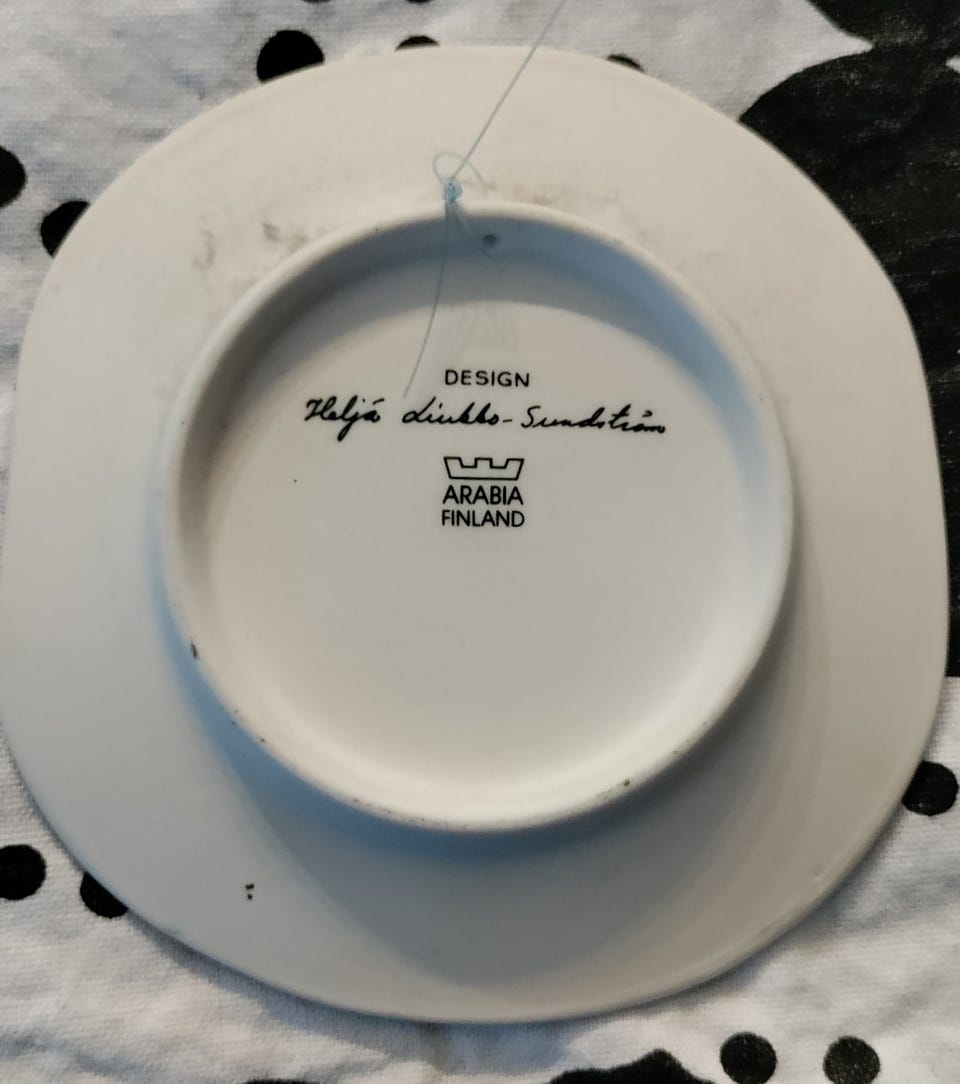 DESIGN
Heljä Liukko-Sundström
ARABIA
FINLAND